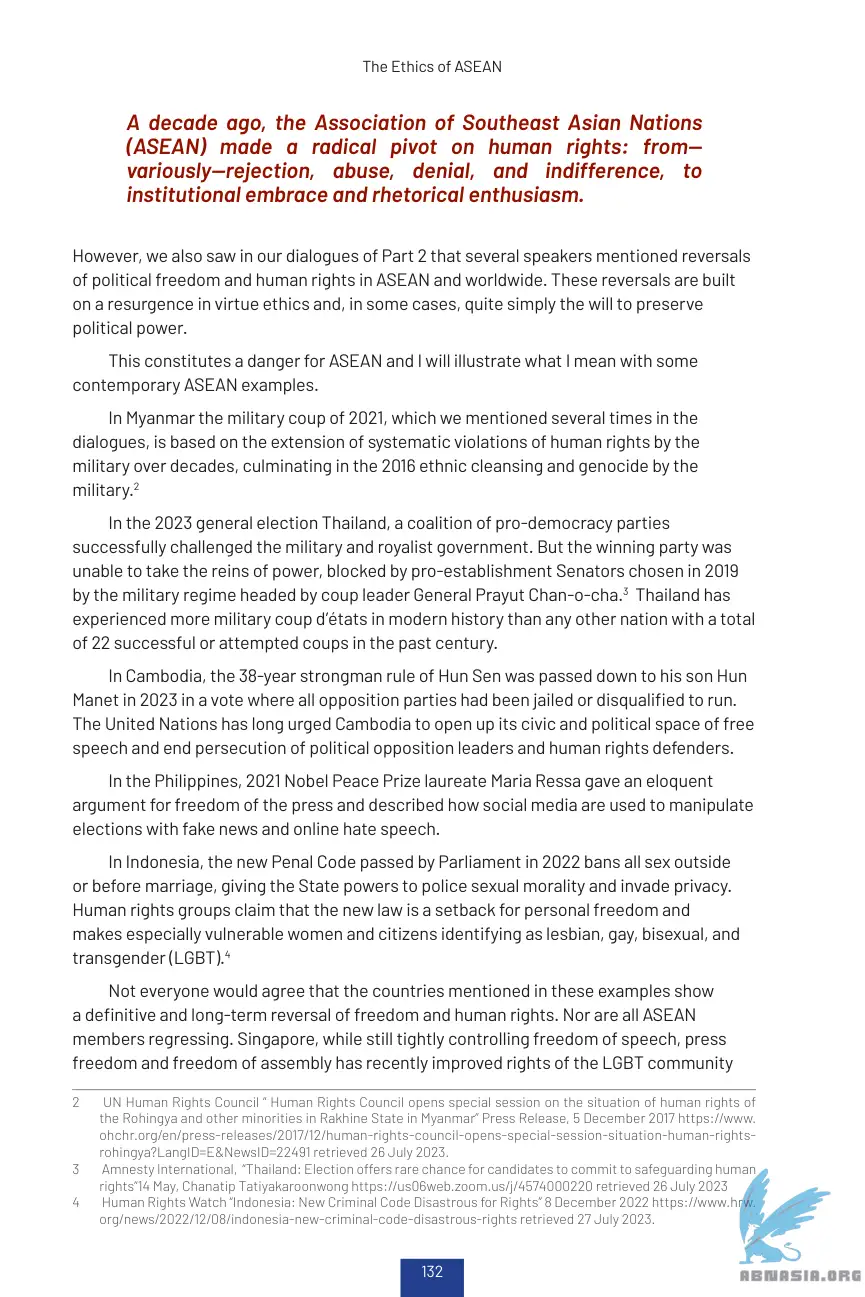 The Ethics of ASEAN
A decade ago, the Association of Southeast Asian Nations
(ASEAN) made a radical pivot on human rights: from—
variously—rejection, abuse, denial, and indifference, to
institutional embrace and rhetorical enthusiasm.
However, we also saw in our dialogues of Part 2 that several speakers mentioned reversals
of political freedom and human rights in ASEAN and worldwide. These reversals are built
on a resurgence in virtue ethics and, in some cases, quite simply the will to preserve
political power.
This constitutes a danger for ASEAN and I will illustrate what I mean with some
contemporary ASEAN examples.
In Myanmar the military coup of 2021, which we mentioned several times in the
dialogues, is based on the extension of systematic violations of human rights by the
military over decades, culminating in the 2016 ethnic cleansing and genocide by the
military.2
In the 2023 general election Thailand, a coalition of pro-democracy parties
successfully challenged the military and royalist government. But the winning party was
unable to take the reins of power, blocked by pro-establishment Senators chosen in 2019
by the military regime headed by coup leader General Prayut Chan-o-cha.3 Thailand has
experienced more military coup d'états in modern history than any other nation with a total
of 22 successful or attempted coups in the past century.
In Cambodia, the 38-year strongman rule of Hun Sen was passed down to his son Hun
Manet in 2023 in a vote where all opposition parties had been jailed or disqualified to run.
The United Nations has long urged Cambodia to open up its civic and political space of free
speech and end persecution of political opposition leaders and human rights defenders.
In the Philippines, 2021 Nobel Peace Prize laureate Maria Ressa gave an eloquent
argument for freedom of the press and described how social media are used to manipulate
elections with fake news and online hate speech.
In Indonesia, the new Penal Code passed by Parliament in 2022 bans all sex outside
or before marriage, giving the State powers to police sexual morality and invade privacy.
Human rights groups claim that the new law is a setback for personal freedom and
makes especially vulnerable women and citizens identifying as lesbian, gay, bisexual, and
transgender (LGBT).4
Not everyone would agree that the countries mentioned in these examples show
a definitive and long-term reversal of freedom and human rights. Nor are all ASEAN
members regressing. Singapore, while still tightly controlling freedom of speech, press
freedom and freedom of assembly has recently improved rights of the LGBT community
2 UN Human Rights Council " Human Rights Council opens special session on the situation of human rights of
the Rohingya and other minorities in Rakhine State in Myanmar" Press Release, 5 December 2017 https://www.
ohchr.org/en/press-releases/2017/12/human-rights-council-opens-special-session-situation-human-rights-
rohingya?LangID=E&NewsID=22491 retrieved 26 July 2023.
3 Amnesty International, "Thailand: Election offers rare chance for candidates to commit to safeguarding human
rights"14 May, Chanatip Tatiyakaroonwong https://us06web.zoom.us/j/4574000220 retrieved 26 July 2023
4 Human Rights Watch "Indonesia: New Criminal Code Disastrous for Rights" 8 December 2022 https://www.hrw.
org/news/2022/12/08/indonesia-new-criminal-code-disastrous-rights retrieved 27 July 2023.
132
ABNASIA.ORG